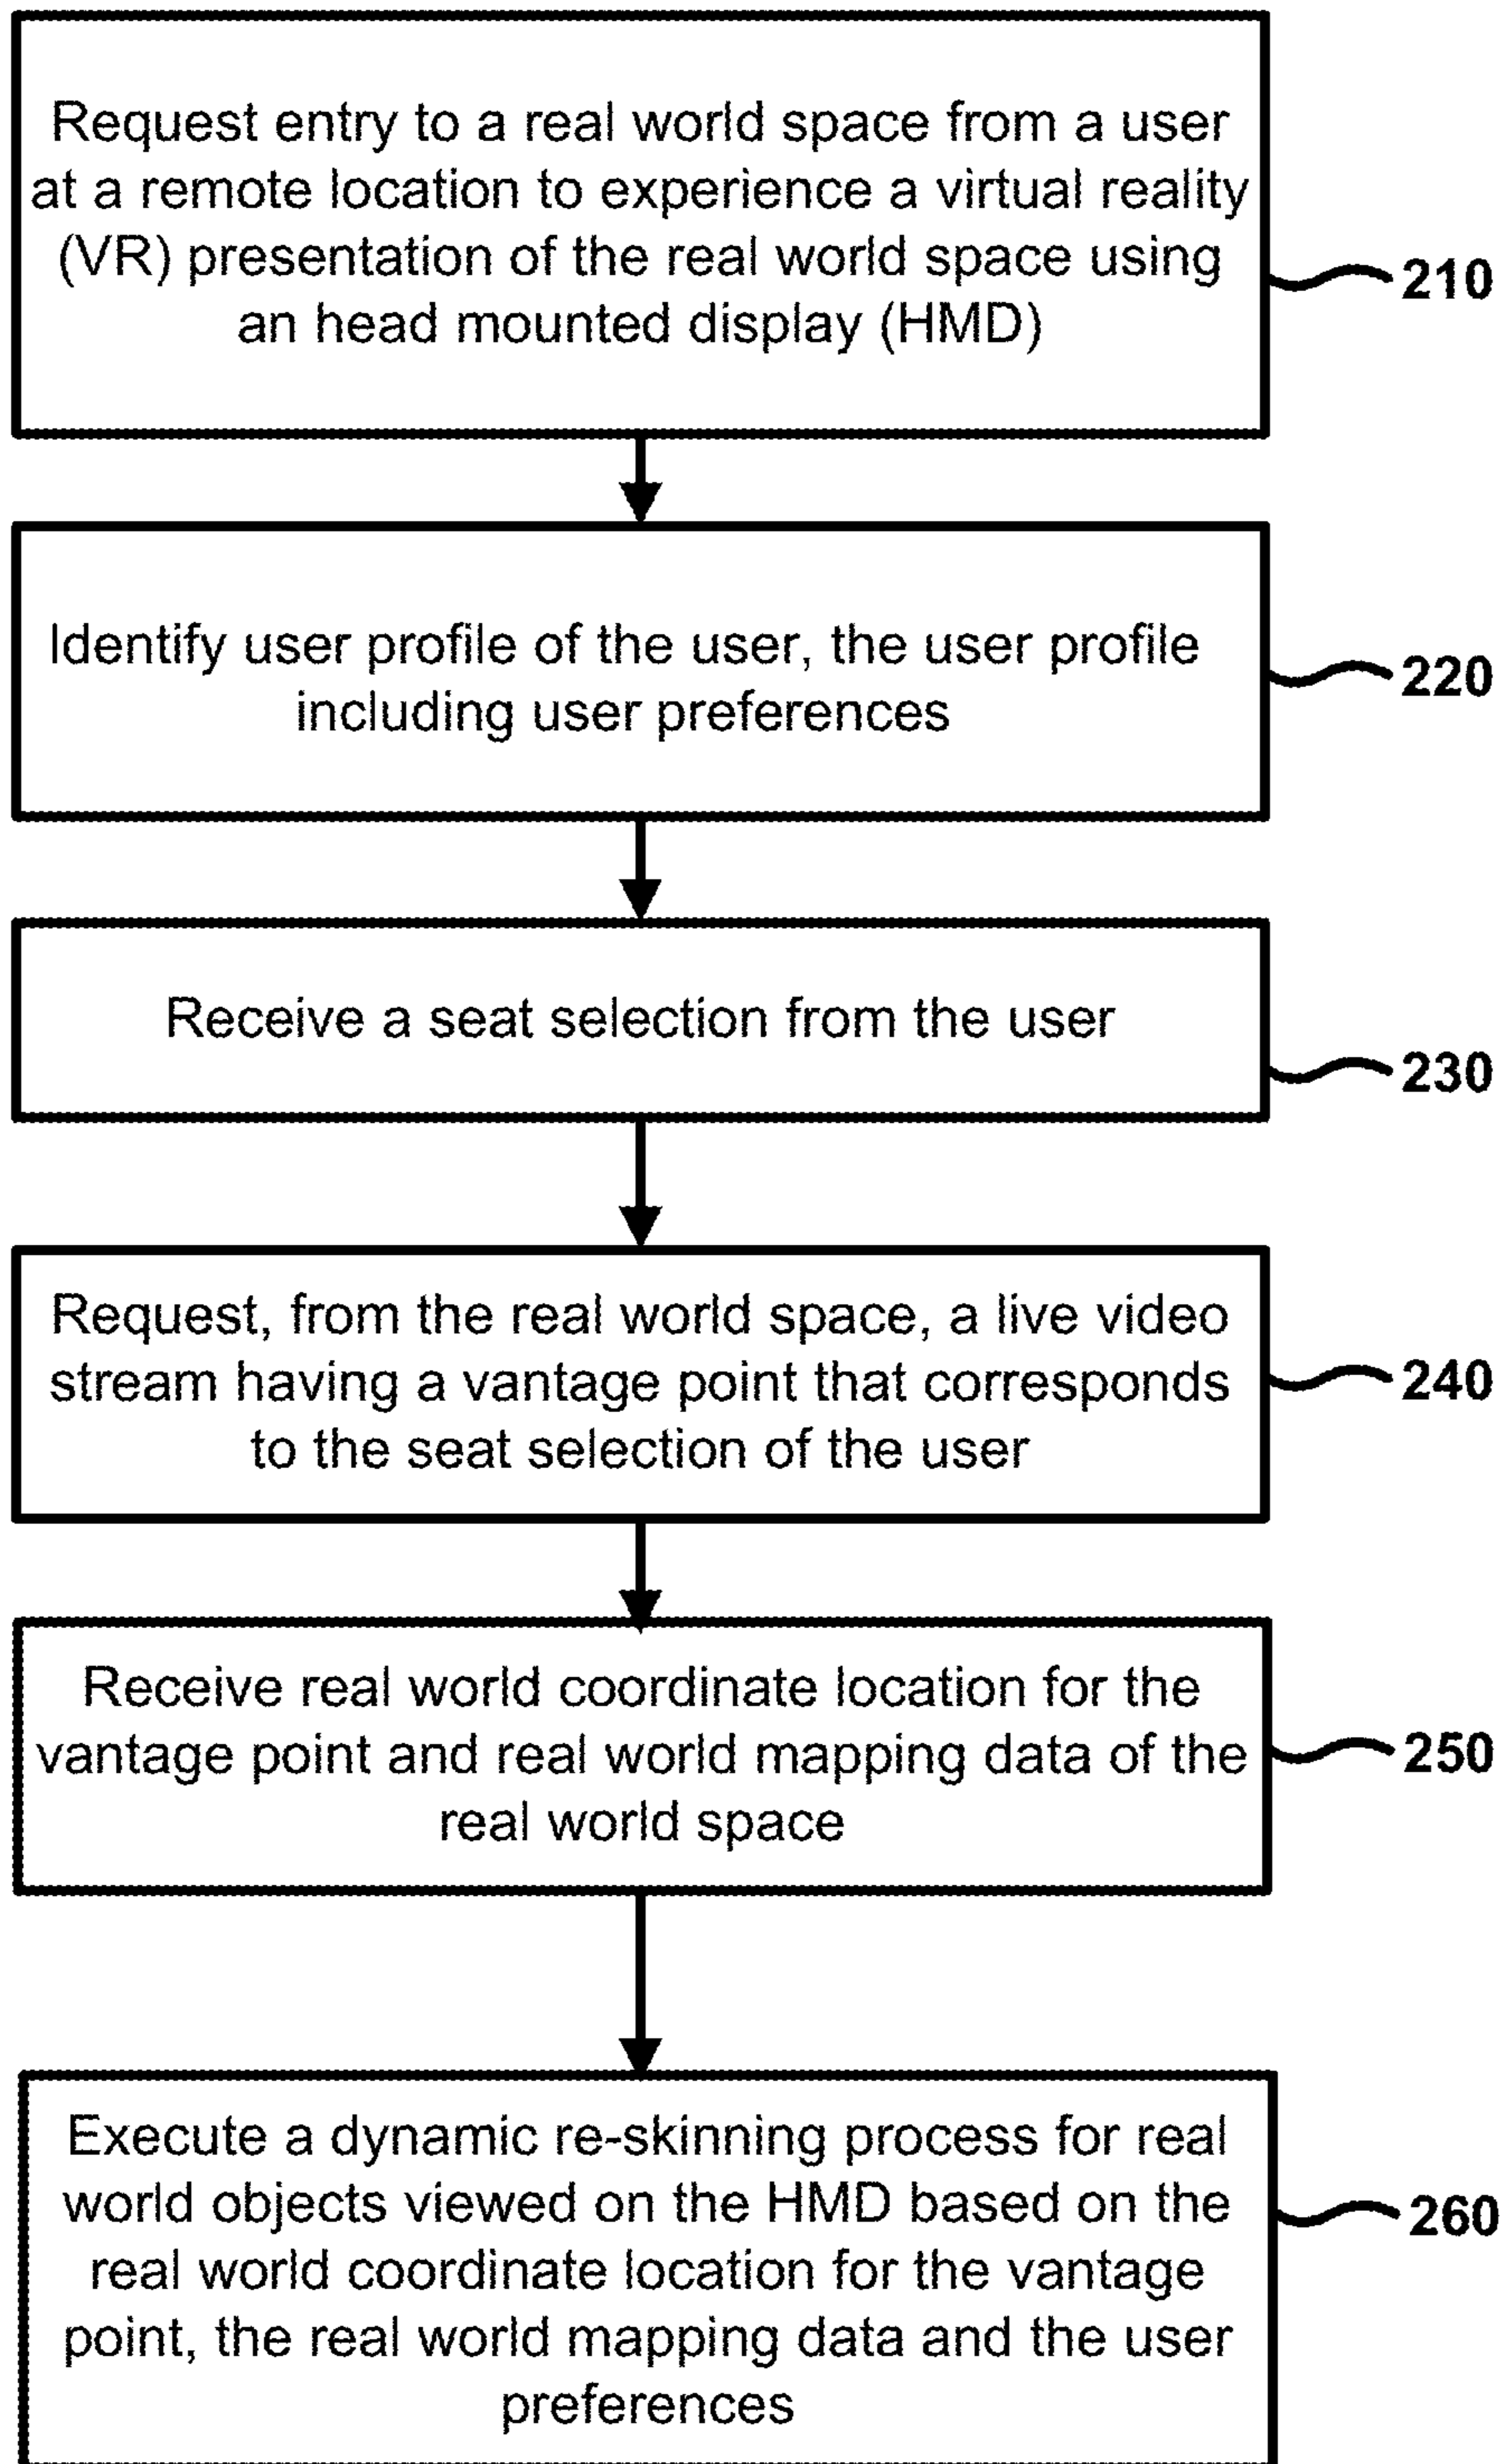 Request entry to a real world space from a user
at a remote location to experience a virtual reality
(VR) presentation of the real world space using
an head mounted display (HMD)
210
Identify user profile of the user, the user profile
including user preferences
220
Receive a seat selection from the user
230
Request, from the real world space, a live video
stream having a vantage point that corresponds
to the seat selection of the user
240
Receive real world coordinate location for the
vantage point and real world mapping data of the
real world space
250
Execute a dynamic re-skinning process for real
world objects viewed on the HMD based on the
real world coordinate location for the vantage
point, the real world mapping data and the user
preferences
260